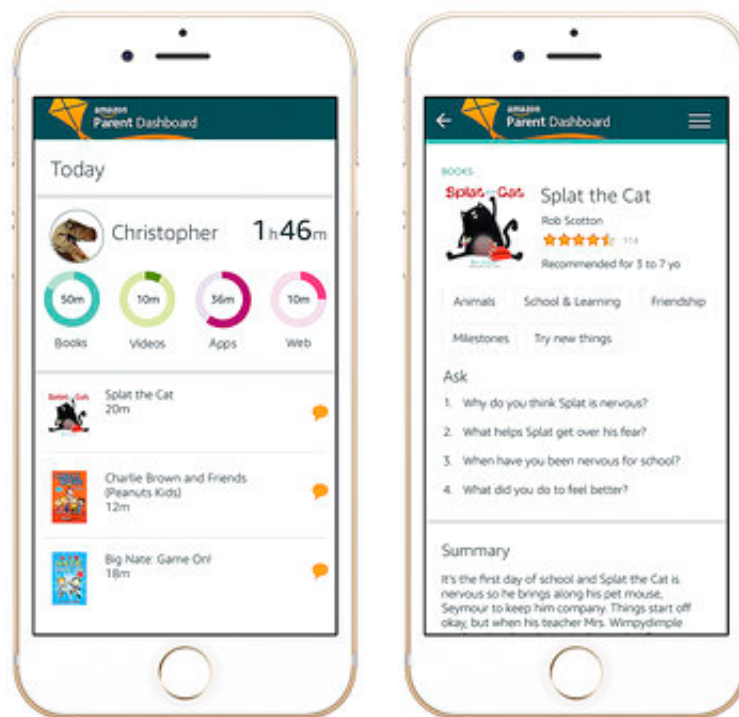 amazon
Parent Dashboard
Today
Christopher 1h46m
50m 10m 36m 10m
Books Videos Apps Web
Splat the Cat
20m
Charlie Brown and Friends
(Peanuts Kids)
12m
Big Nate: Game On!
18m
amazon
Parent Dashboard
BOOKS
Splat the Cat
Splat the Cat
Rob Scotton
114
Recommended for 3 to 7 yo
Animals School & Learning Friendship
Milestones Try new things
Ask
1. Why do you think Splat is nervous?
2. What helps Splat get over his fear?
3. When have you been nervous for school?
4. What did you do to feel better?
Summary
It's the first day of school and Splat the Cat is
nervous so he brings along his pet mouse,
Seymour to keep him company. Things start off
okay, but when his teacher Mrs. Wimpydimple